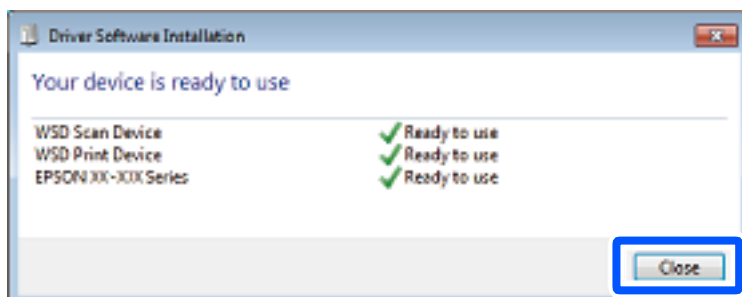 Driver Software Installation
Your device is ready to use
WSD Scan Device Ready to use
WSD Print Device Ready to use
EPSON XX-XXX Series Ready to use
Close